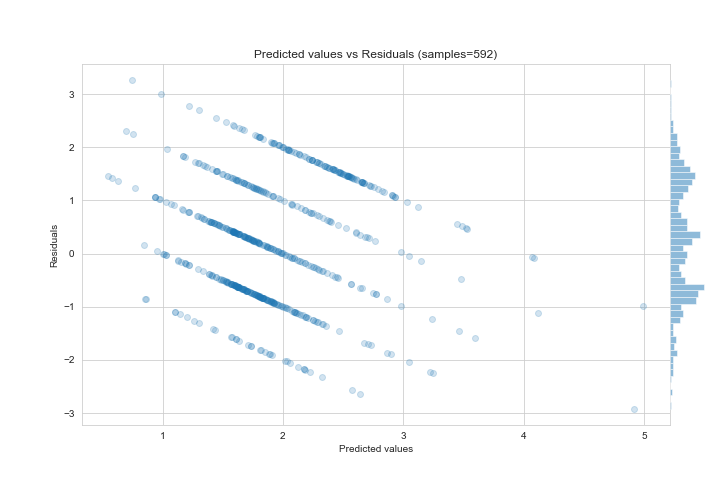 Predicted values vs Residuals (samples=592)
3
2
1
0
−1
−2
−3
Residuals
1 2 3 4 5
Predicted values